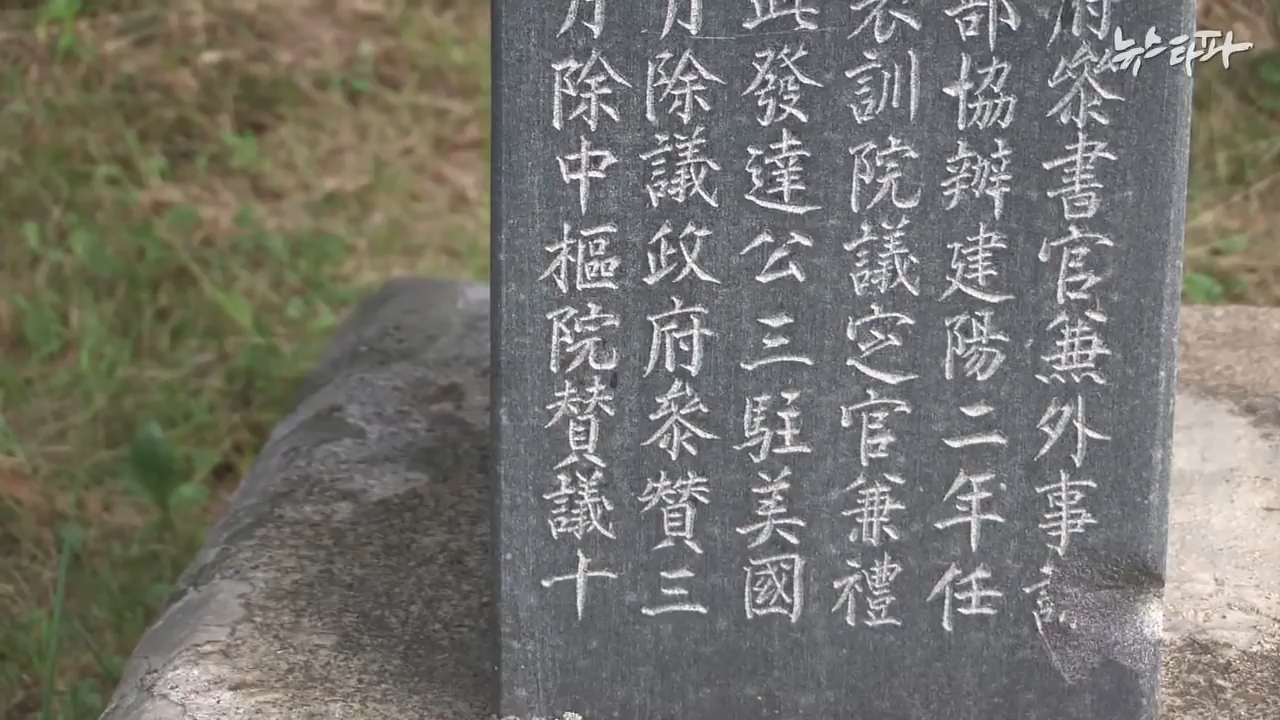 府參書官兼外事
部協辦建陽二年任
表訓院議定官兼禮
此發達公三駐美國
月除議政府參贊三
月除中樞院贊議十
뉴스타파